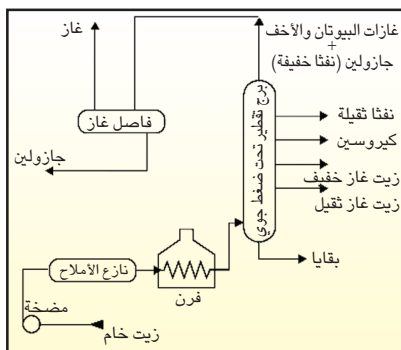 غاز
غازات البيوتان والأخف
+
جازولين (نفثا خفيفة)
فاصل غاز
برج تقطير تحت ضغط جوي
نفثا ثقيلة
كيروسين
جازولين
زيت غاز خفيف
زيت غاز ثقيل
نازع الأملاح
بقايا
فرن
مضخة
زيت خام